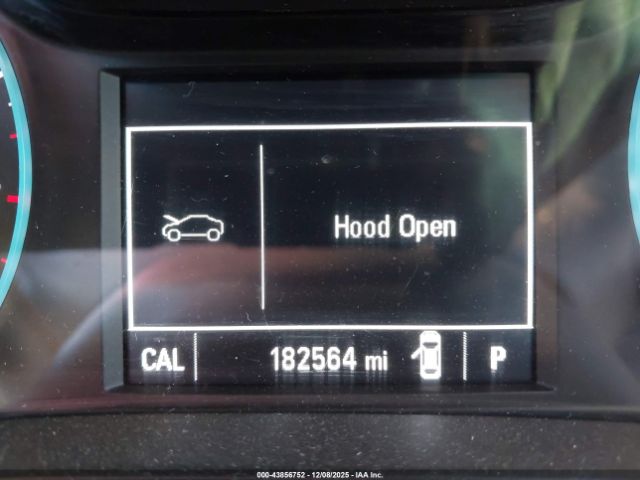 Hood Open
CAL 182564 mi P
000-43856752 - 12/08/2025 - IAA Inc.